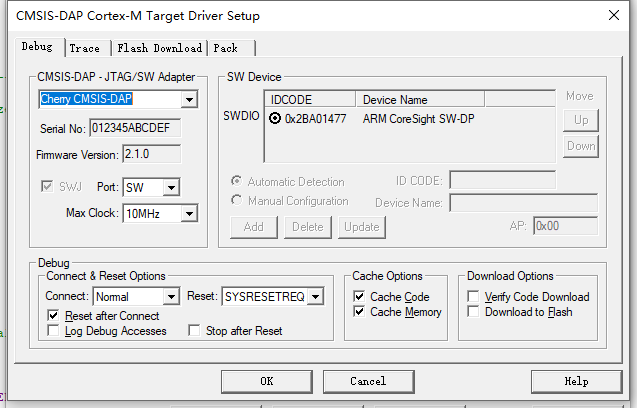 CMSIS-DAP Cortex-M Target Driver Setup
Debug Trace Flash Download Pack
CMSIS-DAP - JTAG/SW Adapter
Cherry CMSIS-DAP
Serial No: 012345ABCDEF
Firmware Version: 2.1.0
SWJ Port: SW
Max Clock: 10MHz
SW Device
IDCODE Device Name Move
SWDIO 0x2BA01477 ARM CoreSight SW-DP
Up
Down
Automatic Detection ID CODE:
Manual Configuration Device Name:
Add Delete Update AP: 0x00
Debug
Connect & Reset Options
Connect: Normal Reset: SYSRESETREQ
Reset after Connect
Log Debug Accesses Stop after Reset
Cache Options
Cache Code
Cache Memory
Download Options
Verify Code Download
Download to Flash
OK Cancel Help